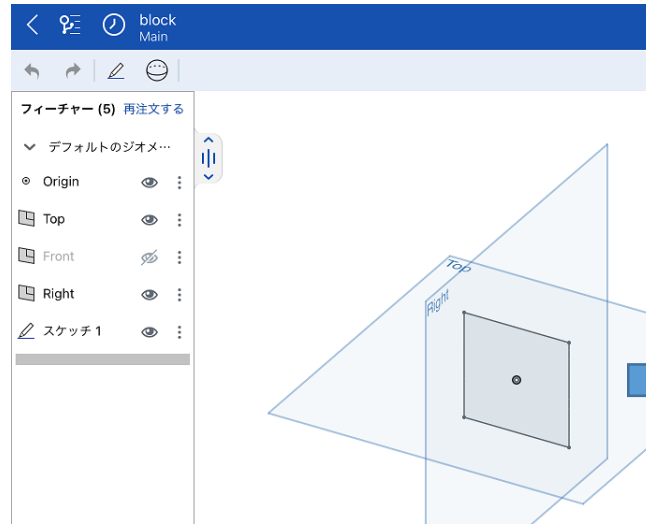 block
Main
フィーチャー (5) 再注文する
デフォルトのジオメ…
Origin
Top
Front
Right
スケッチ 1
Top
Right